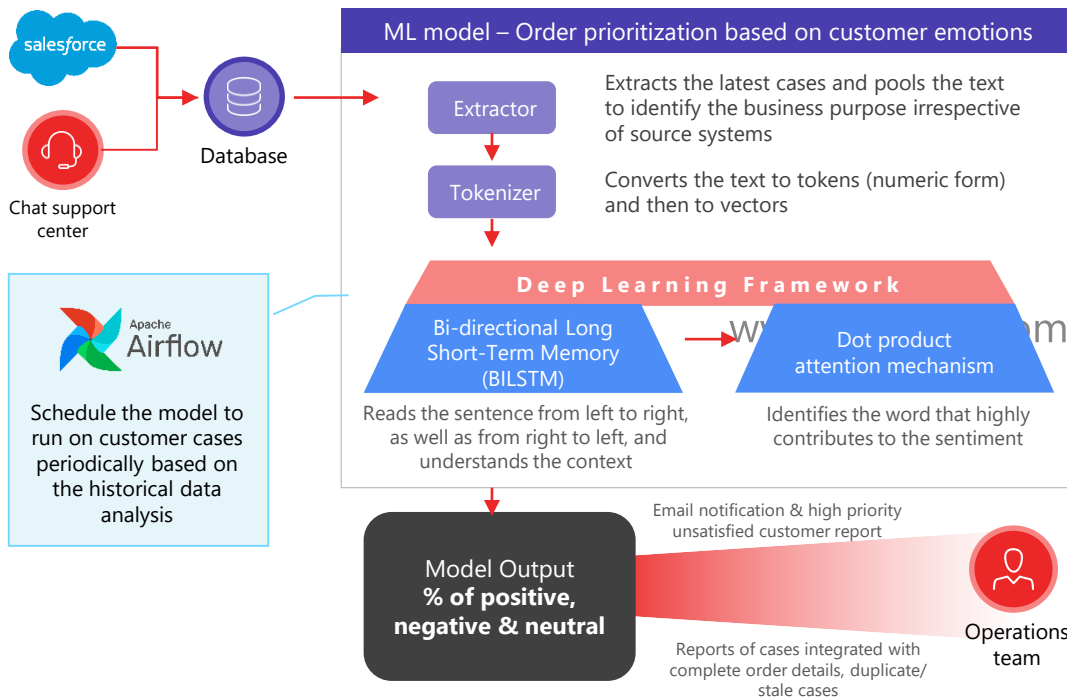 salesforce
Database
Chat support
center
ML model – Order prioritization based on customer emotions
Extractor
Extracts the latest cases and pools the text
to identify the business purpose irrespective
of source systems
Tokenizer
Converts the text to tokens (numeric form)
and then to vectors
Deep Learning Framework
Bi-directional Long
Short-Term Memory
(BILSTM)
Dot product
attention mechanism
Reads the sentence from left to right,
as well as from right to left, and
understands the context
Identifies the word that highly
contributes to the sentiment
Apache
Airflow
Schedule the model to
run on customer cases
periodically based on
the historical data
analysis
Model Output
% of positive,
negative & neutral
Email notification & high priority
unsatisfied customer report
Reports of cases integrated with
complete order details, duplicate/
stale cases
Operations
team